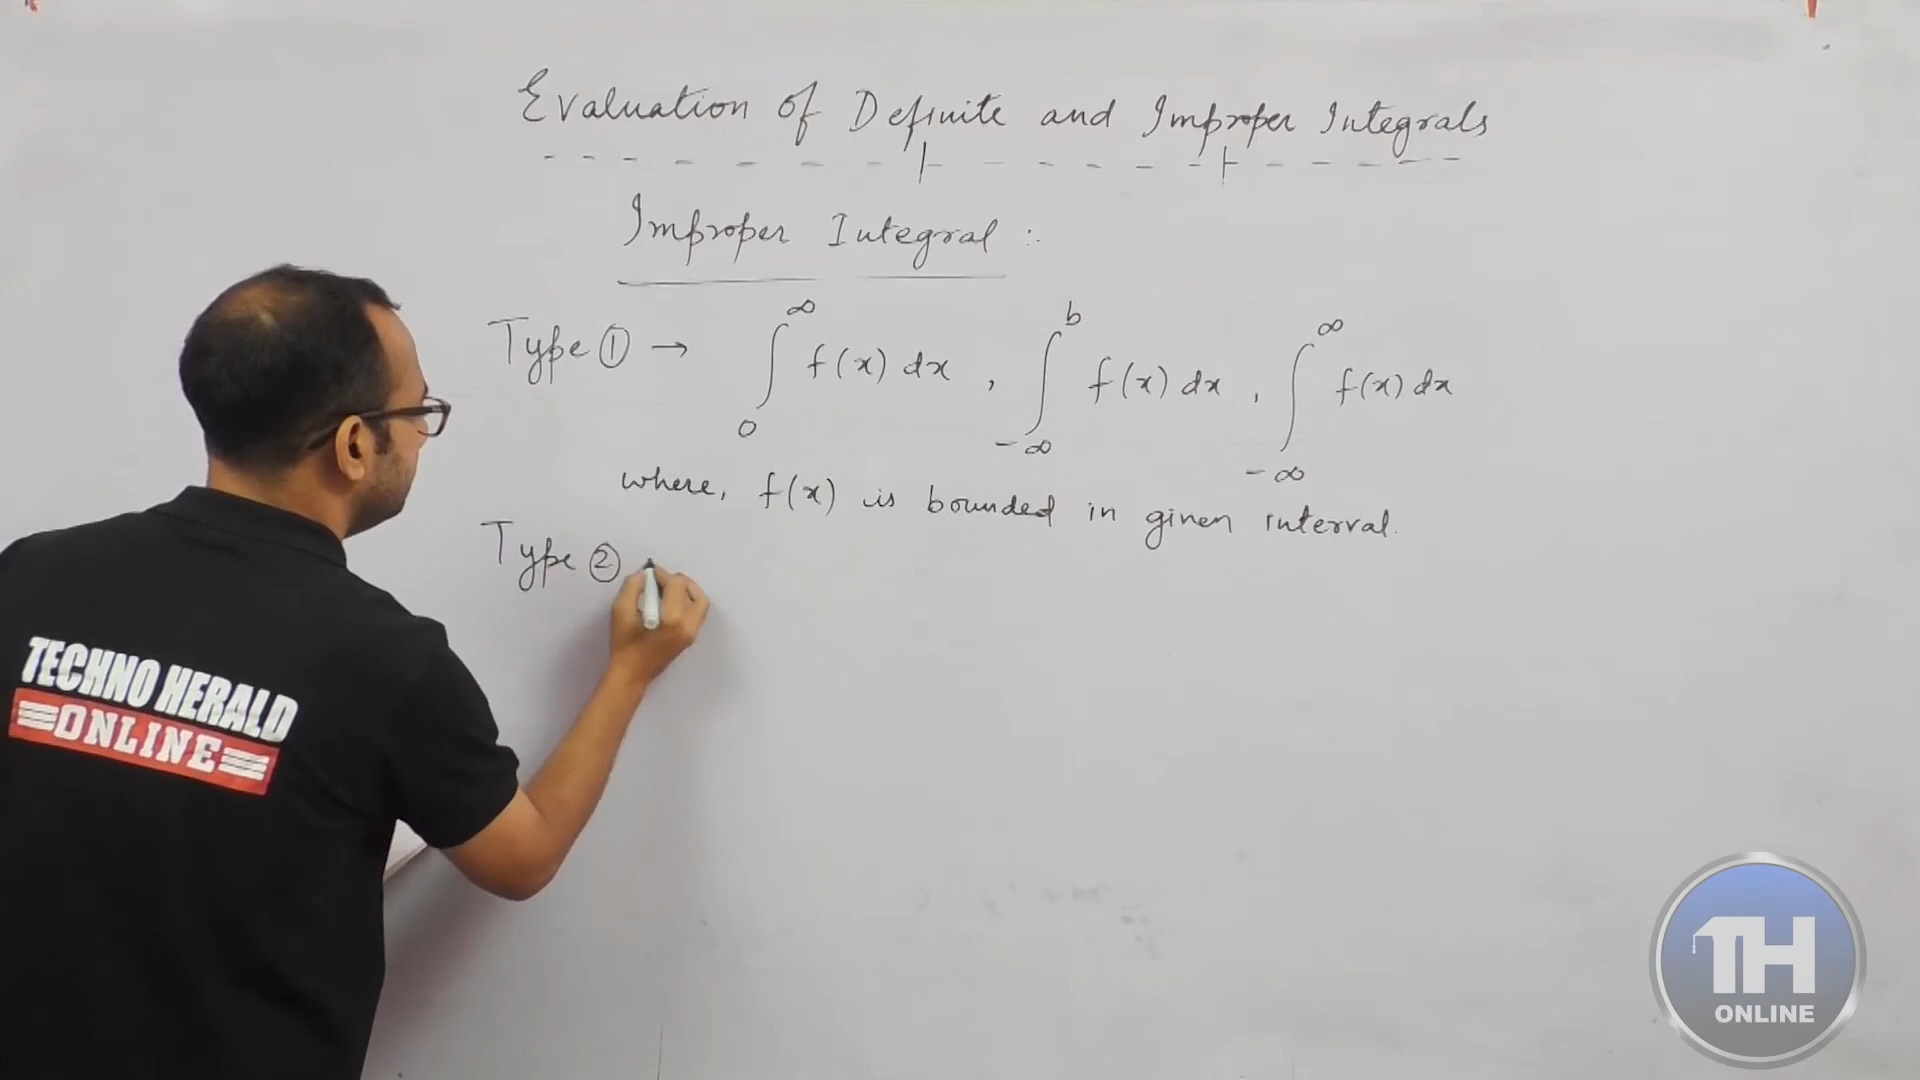 Evaluation of Definite and Improper Integrals
Improper Integral :
Type ① → ∫₀^∞ f(x) dx , ∫₋∞^b f(x) dx , ∫₋∞^∞ f(x) dx
where, f(x) is bounded in given interval.
Type ②
TECHNO HERALD
ONLINE
TH
ONLINE